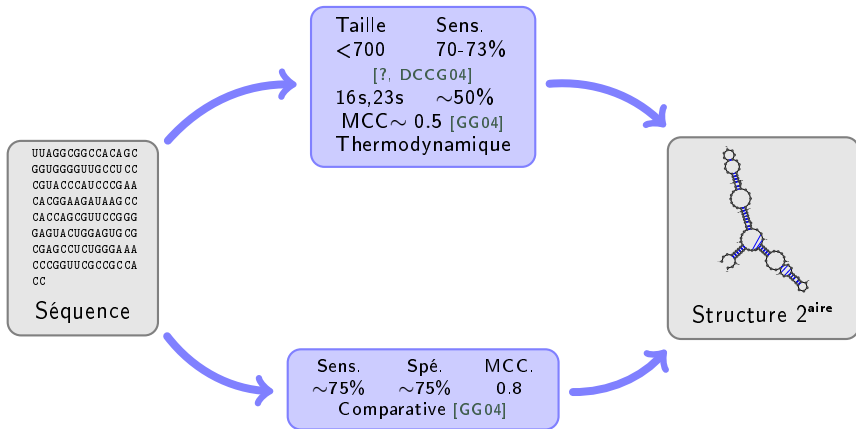 Taille Sens.
<700 70-73%
[?, DCCG04]
16s,23s ∼50%
MCC∼ 0.5 [GG04]
Thermodynamique
UUAGGCGGCCACAGC
GGUGGGGUUGCCUCC
CGUACCCAUCCCGAA
CACGGAAGAUAAGCC
CACCAGCGUUCCGGG
GAGUACUGGAGUGCG
CGAGCCUCUGGGAAA
CCCGGUUCGCCGCCA
CC
Séquence
Structure 2aire
Sens. Spé. MCC.
∼75% ∼75% 0.8
Comparative [GG04]